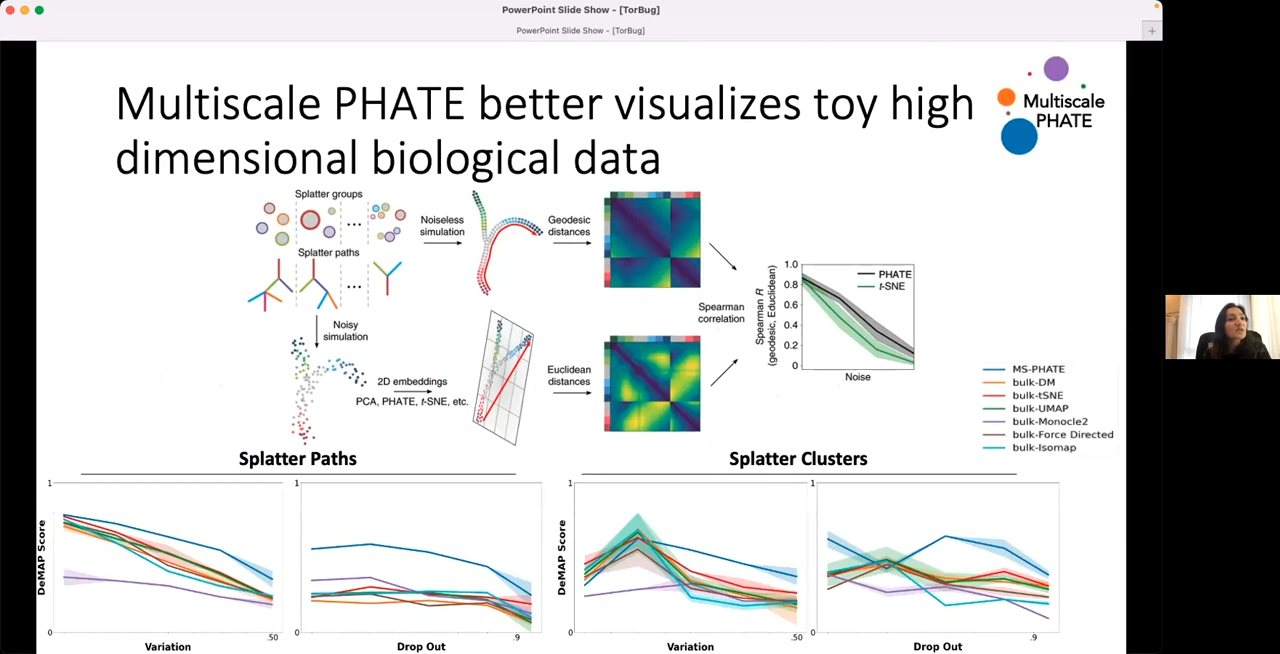 PowerPoint Slide Show - [TorBug]
PowerPoint Slide Show - [TorBug]
Multiscale PHATE better visualizes toy high
dimensional biological data
Multiscale
PHATE
Splatter groups
Splatter paths
Noiseless
simulation
Geodesic
distances
Noisy
simulation
2D embeddings
PCA, PHATE, t-SNE, etc.
Euclidean
distances
Spearman
correlation
Spearman R
(geodesic, Educlidean)
1.0
0.8
0.6
0.4
0.2
0
PHATE
t-SNE
Noise
MS-PHATE
bulk-DM
bulk-tSNE
bulk-UMAP
bulk-Monocle2
bulk-Force Directed
bulk-Isomap
Splatter Paths
Splatter Clusters
DeMAP Score
1
0
.50
Variation
.9
Drop Out
DeMAP Score
1
0
.50
Variation
1
0
.9
Drop Out